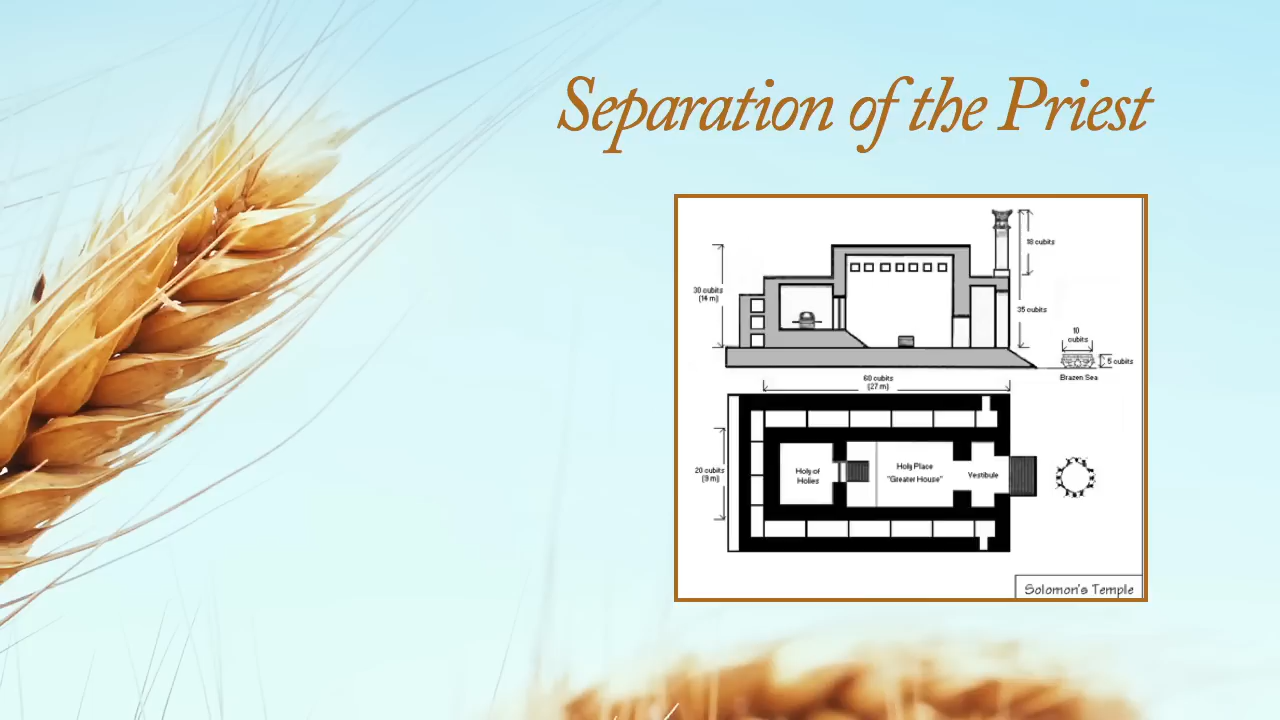 Separation of the Priest
18 cubits
30 cubits
(14 m)
35 cubits
10
cubits
5 cubits
Brazen Sea
60 cubits
(27 m)
20 cubits
(9 m)
Holy of
Holies
Holy Place
"Greater House"
Vestibule
Solomon's Temple